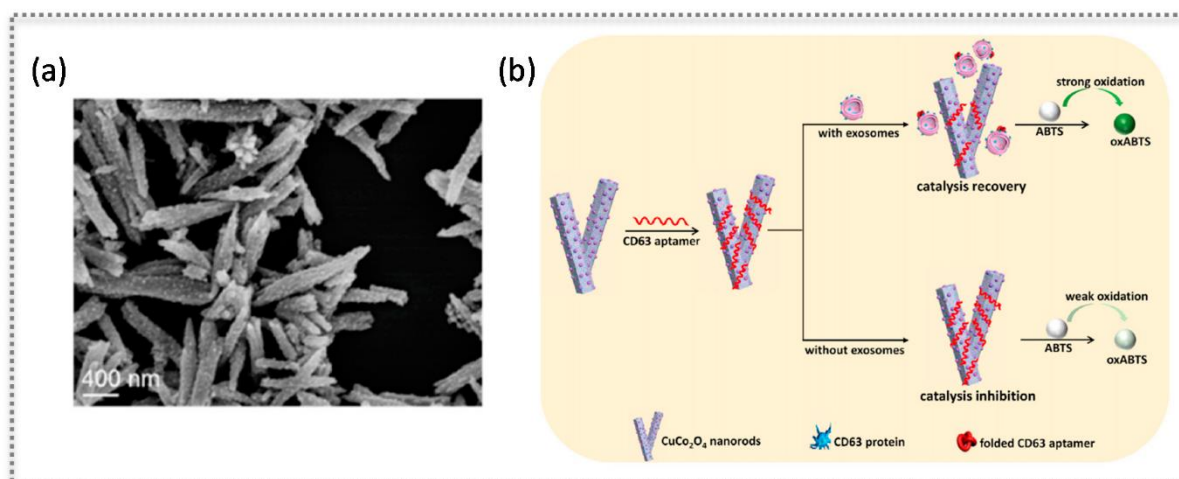 (a)
400 nm
(b)
with exosomes
strong oxidation
ABTS
oxABTS
catalysis recovery
CD63 aptamer
without exosomes
weak oxidation
ABTS
oxABTS
catalysis inhibition
CuCo₂O₄ nanorods
CD63 protein
folded CD63 aptamer